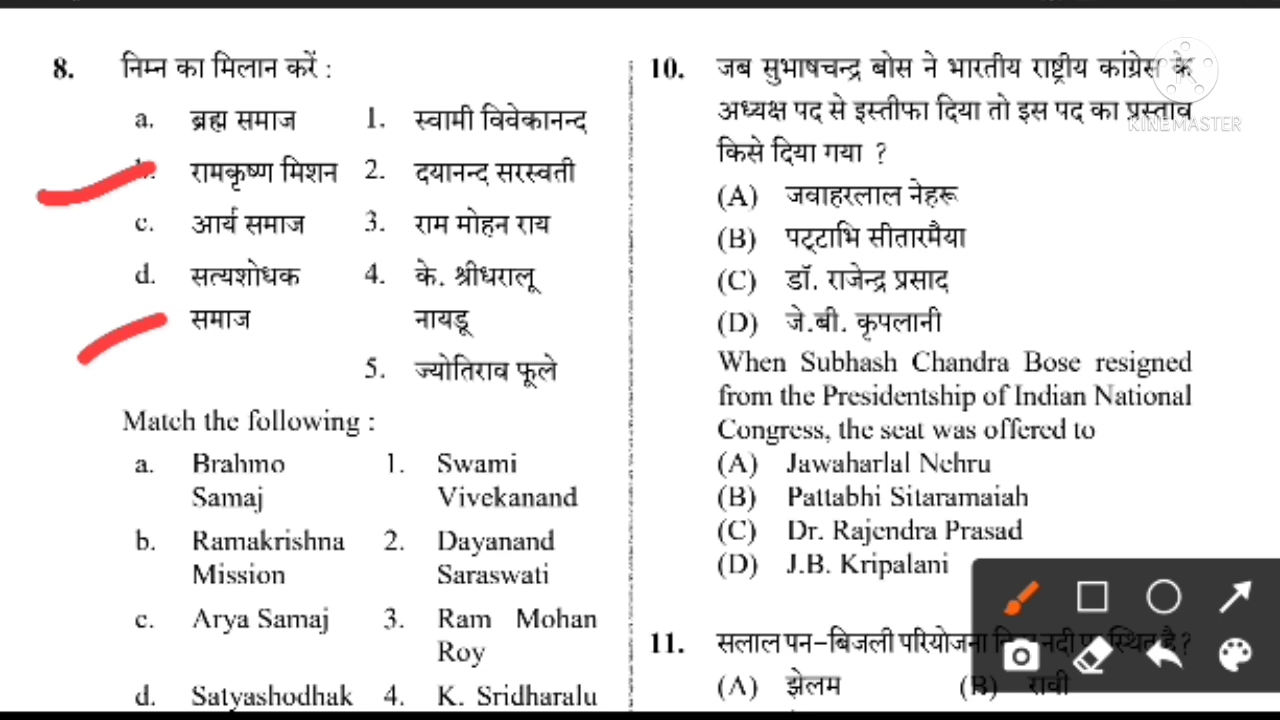 8. निम्न का मिलान करें :
a. ब्रह्म समाज 1. स्वामी विवेकानन्द
रामकृष्ण मिशन 2. दयानन्द सरस्वती
c. आर्य समाज 3. राम मोहन राय
d. सत्यशोधक 4. के. श्रीधरालू
समाज नायडू
5. ज्योतिराव फूले
Match the following :
a. Brahmo 1. Swami
Samaj Vivekanand
b. Ramakrishna 2. Dayanand
Mission Saraswati
c. Arya Samaj 3. Ram Mohan
Roy
d. Satyashodhak 4. K. Sridharalu
10. जब सुभाषचन्द्र बोस ने भारतीय राष्ट्रीय कांग्रेस के
अध्यक्ष पद से इस्तीफा दिया तो इस पद का प्रस्ताव
किसे दिया गया ?
(A) जवाहरलाल नेहरू
(B) पट्टाभि सीतारमैया
(C) डॉ. राजेन्द्र प्रसाद
(D) जे.बी. कृपलानी
When Subhash Chandra Bose resigned
from the Presidentship of Indian National
Congress, the seat was offered to
(A) Jawaharlal Nehru
(B) Pattabhi Sitaramaiah
(C) Dr. Rajendra Prasad
(D) J.B. Kripalani
11. सलाल पन-बिजली परियोजना
(A) झेलम (B) रावी
KINEMASTER